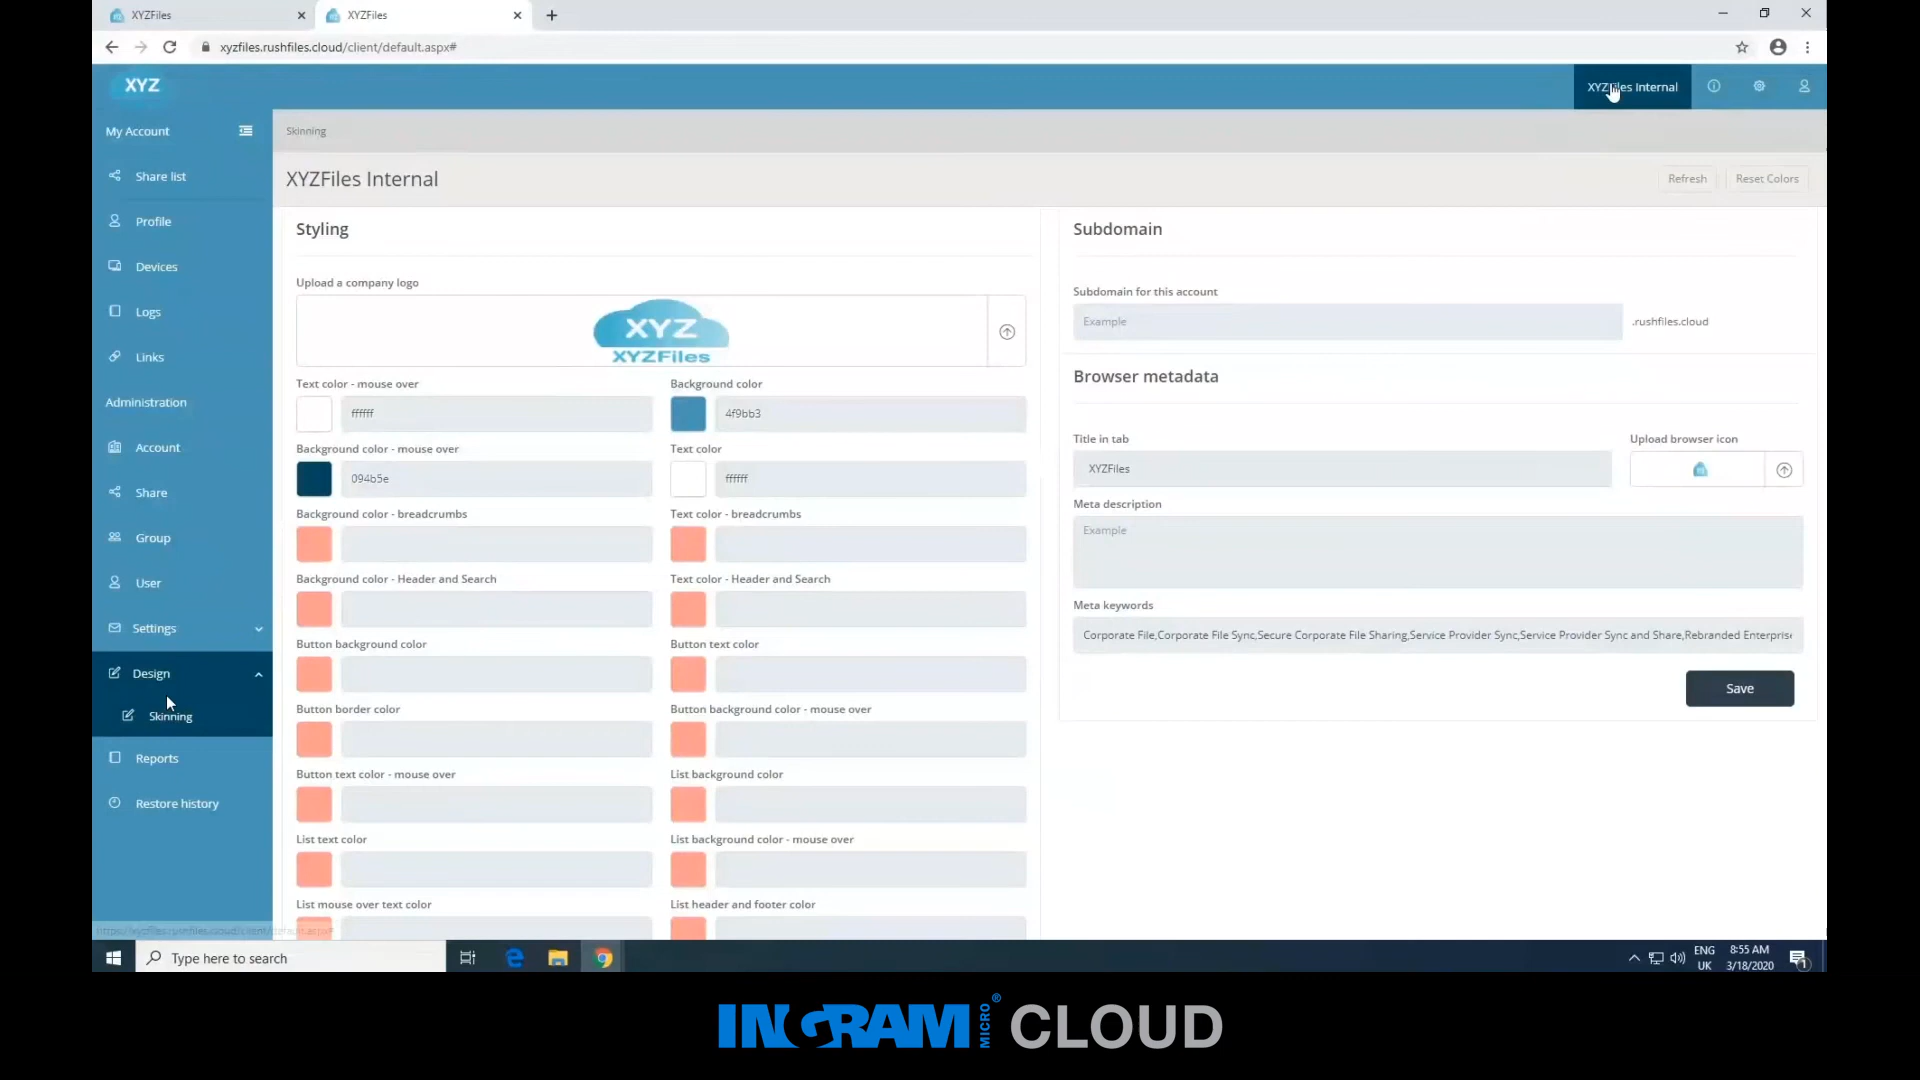 XYZFiles
XYZFiles
xyzfiles.rushfiles.cloud/client/default.aspx#
XYZ
XYZFiles Internal
My Account
Skinning
Share list
XYZFiles Internal
Refresh
Reset Colors
Profile
Styling
Subdomain
Devices
Upload a company logo
Subdomain for this account
XYZ
XYZFiles
Example
.rushfiles.cloud
Logs
Links
Text color - mouse over
Background color
Browser metadata
ffffff
4f9bb3
Administration
Title in tab
Upload browser icon
Account
Background color - mouse over
Text color
XYZFiles
094b5e
ffffff
Share
Meta description
Background color - breadcrumbs
Text color - breadcrumbs
Example
Group
User
Background color - Header and Search
Text color - Header and Search
Meta keywords
Settings
Corporate File,Corporate File Sync,Secure Corporate File Sharing,Service Provider Sync,Service Provider Sync and Share,Rebranded Enterprise
Button background color
Button text color
Design
Save
Skinning
Button border color
Button background color - mouse over
Reports
Button text color - mouse over
List background color
Restore history
List text color
List background color - mouse over
List mouse over text color
List header and footer color
https://xyzfiles.rushfiles.cloud/client/default.aspx#
Type here to search
ENG
UK
8:55 AM
3/18/2020
1
INGRAM MICRO® CLOUD